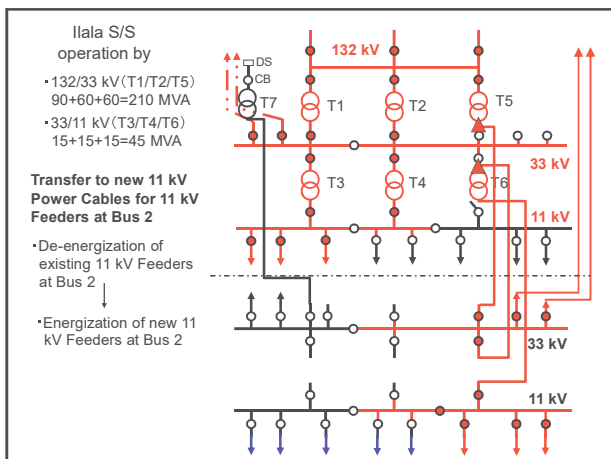 Ilala S/S
operation by
・132/33 kV(T1/T2/T5)
90+60+60=210 MVA
・33/11 kV(T3/T4/T6)
15+15+15=45 MVA
Transfer to new 11 kV
Power Cables for 11 kV
Feeders at Bus 2
・De-energization of
existing 11 kV Feeders
at Bus 2
・Energization of new 11
kV Feeders at Bus 2
132 kV
DS
CB
T7
T1
T2
T5
33 kV
T3
T4
T6
11 kV
33 kV
11 kV